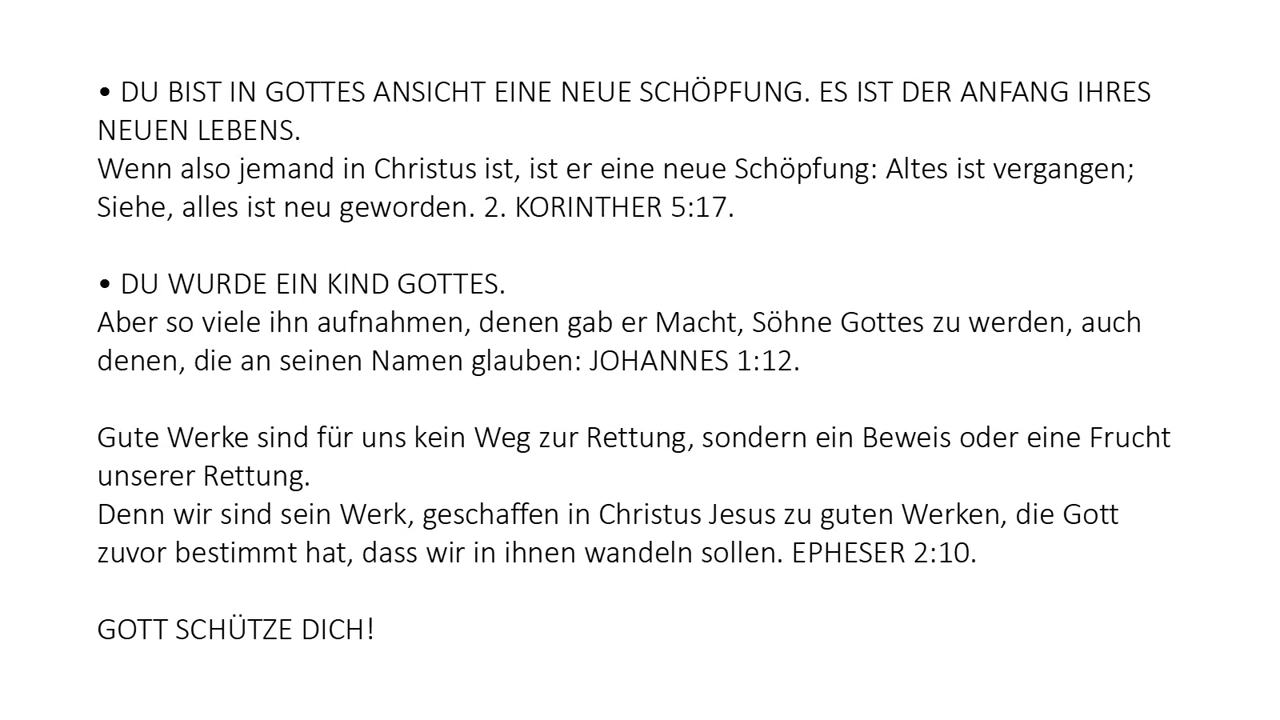 • DU BIST IN GOTTES ANSICHT EINE NEUE SCHÖPFUNG. ES IST DER ANFANG IHRES
NEUEN LEBENS.
Wenn also jemand in Christus ist, ist er eine neue Schöpfung: Altes ist vergangen;
Siehe, alles ist neu geworden. 2. KORINTHER 5:17.
• DU WURDE EIN KIND GOTTES.
Aber so viele ihn aufnahmen, denen gab er Macht, Söhne Gottes zu werden, auch
denen, die an seinen Namen glauben: JOHANNES 1:12.
Gute Werke sind für uns kein Weg zur Rettung, sondern ein Beweis oder eine Frucht
unserer Rettung.
Denn wir sind sein Werk, geschaffen in Christus Jesus zu guten Werken, die Gott
zuvor bestimmt hat, dass wir in ihnen wandeln sollen. EPHESER 2:10.
GOTT SCHÜTZE DICH!